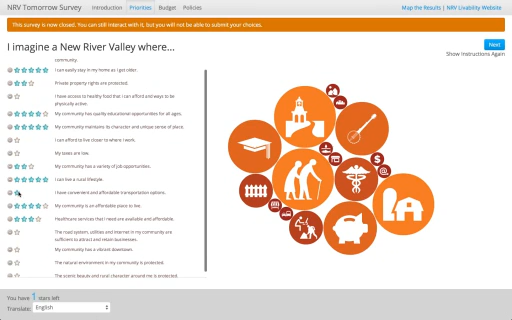 NRV Tomorrow Survey Introduction Priorities Budget Policies Map the Results | NRV Livability Website
This survey is now closed. You can still interact with it, but you will not be able to submit your choices.
I imagine a New River Valley where...
Next
Show Instructions Again
community.
I can easily stay in my home as I get older.
Private property rights are protected.
I have access to healthy food that I can afford and ways to be
physically active.
My community has quality educational opportunities for all ages.
My community maintains its character and unique sense of place.
I can afford to live closer to where I work.
My taxes are low.
My community has a variety of job opportunities.
I can live a rural lifestyle.
I have convenient and affordable transportation options.
My community is an affordable place to live.
Healthcare services that I need are available and affordable.
The road system, utilities and internet in my community are
sufficient to attract and retain businesses.
My community has a vibrant downtown.
The natural environment in my community is protected.
The scenic beauty and rural character around me is protected.
$
@
You have 1 stars left
Translate: English